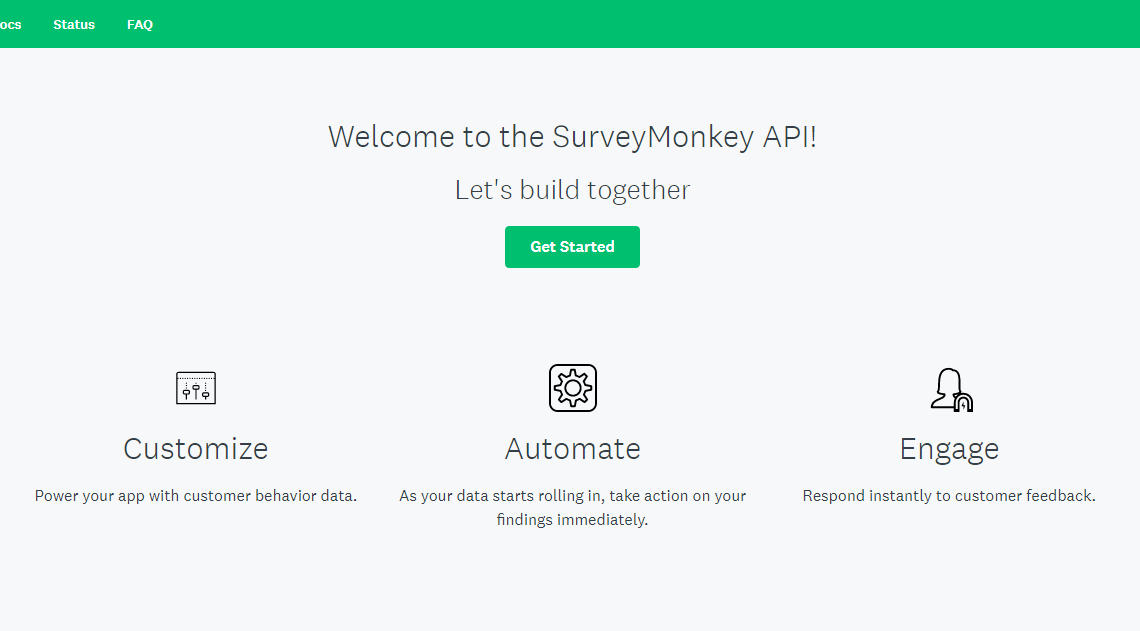 ocs Status FAQ
Welcome to the SurveyMonkey API!
Let's build together
Get Started
Customize
Power your app with customer behavior data.
Automate
As your data starts rolling in, take action on your
findings immediately.
Engage
Respond instantly to customer feedback.